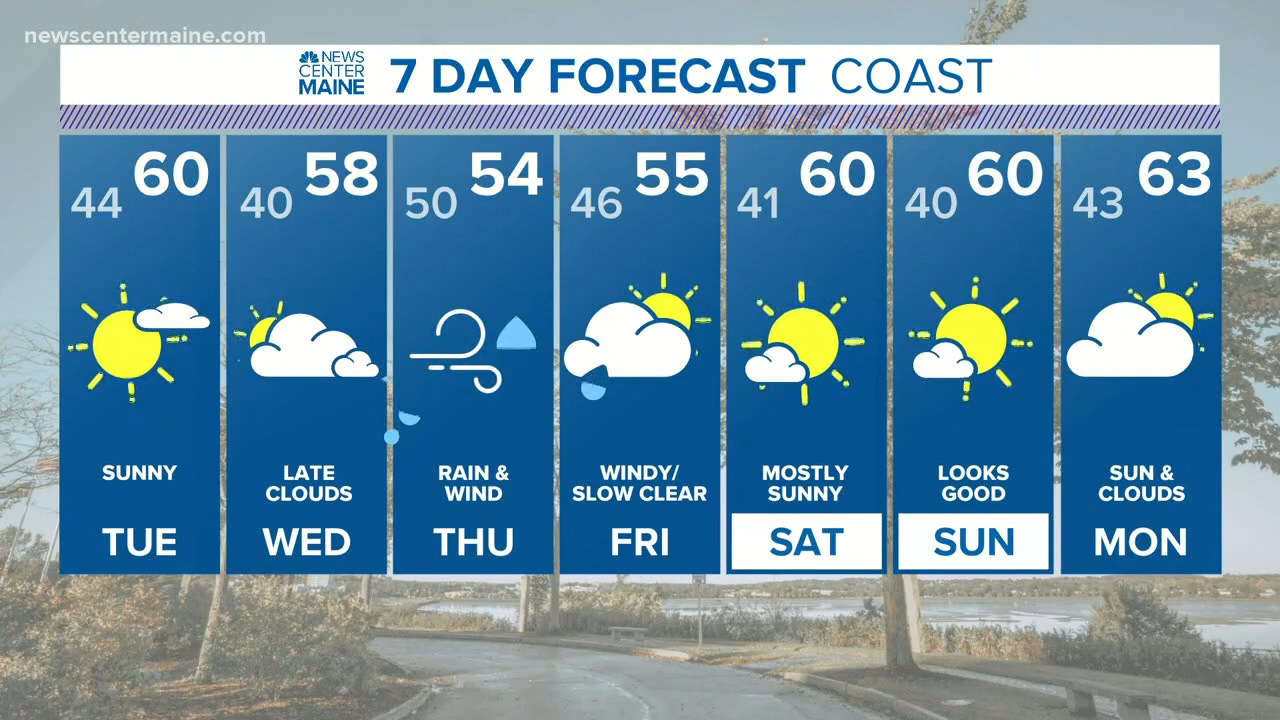 newscentermaine.com
NEWS
CENTER
MAINE
7 DAY FORECAST COAST
44 60
SUNNY
TUE
40 58
LATE
CLOUDS
WED
50 54
RAIN &
WIND
THU
46 55
WINDY/
SLOW CLEAR
FRI
41 60
MOSTLY
SUNNY
SAT
40 60
LOOKS
GOOD
SUN
43 63
SUN &
CLOUDS
MON